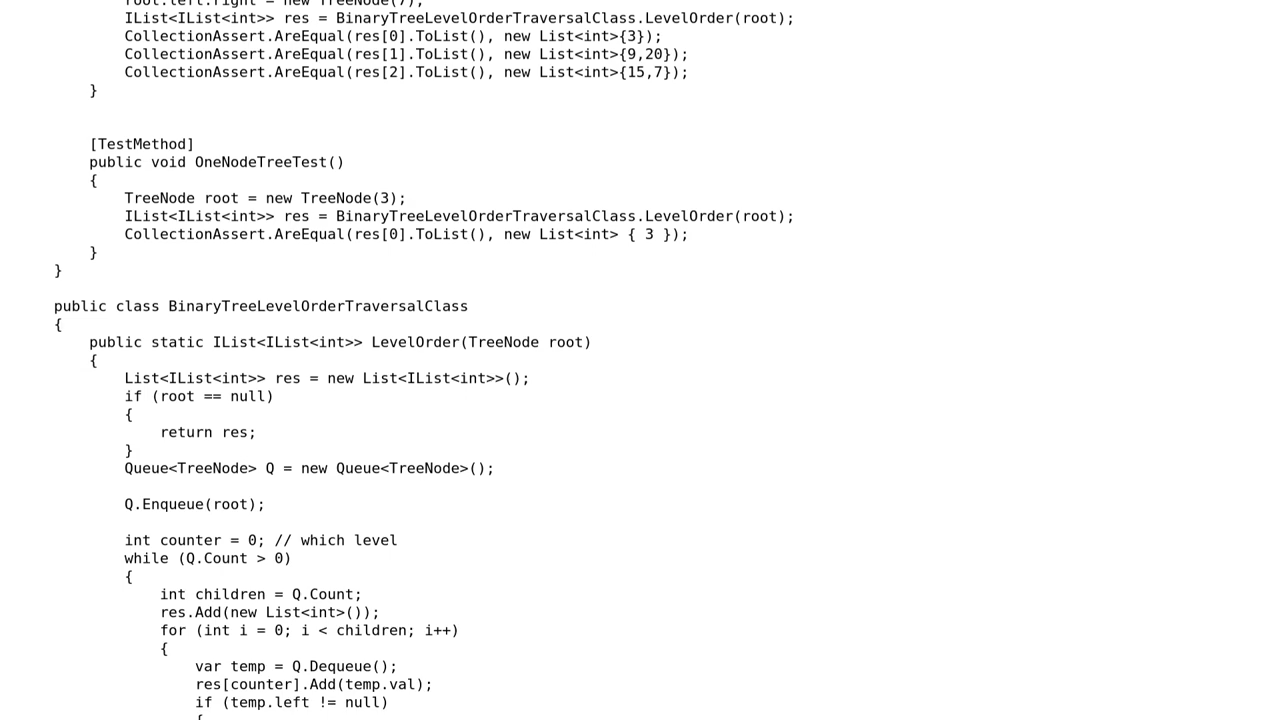 root.left.right = new TreeNode(7);
IList<IList<int>> res = BinaryTreeLevelOrderTraversalClass.LevelOrder(root);
CollectionAssert.AreEqual(res[0].ToList(), new List<int>{3});
CollectionAssert.AreEqual(res[1].ToList(), new List<int>{9,20});
CollectionAssert.AreEqual(res[2].ToList(), new List<int>{15,7});
}
[TestMethod]
public void OneNodeTreeTest()
{
TreeNode root = new TreeNode(3);
IList<IList<int>> res = BinaryTreeLevelOrderTraversalClass.LevelOrder(root);
CollectionAssert.AreEqual(res[0].ToList(), new List<int> { 3 });
}
}
public class BinaryTreeLevelOrderTraversalClass
{
public static IList<IList<int>> LevelOrder(TreeNode root)
{
List<IList<int>> res = new List<IList<int>>();
if (root == null)
{
return res;
}
Queue<TreeNode> Q = new Queue<TreeNode>();
Q.Enqueue(root);
int counter = 0; // which level
while (Q.Count > 0)
{
int children = Q.Count;
res.Add(new List<int>());
for (int i = 0; i < children; i++)
{
var temp = Q.Dequeue();
res[counter].Add(temp.val);
if (temp.left != null)
{